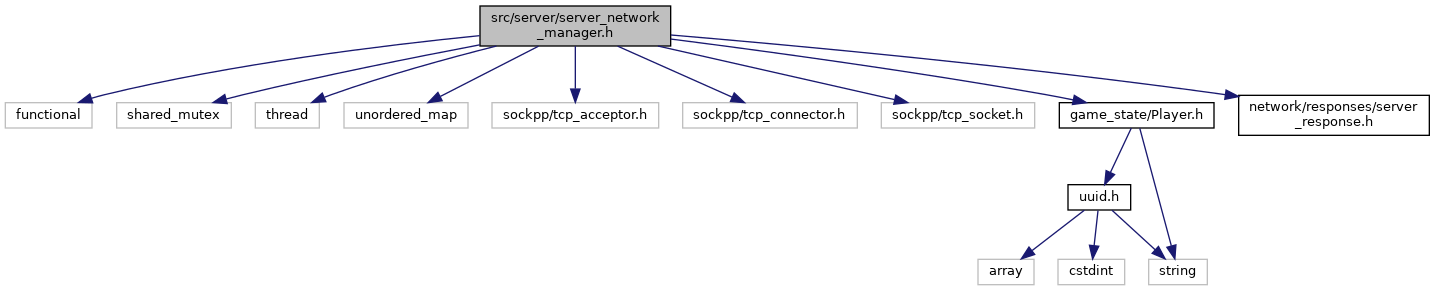 src/server/server_network
_manager.h
functional
shared_mutex
thread
unordered_map
sockpp/tcp_acceptor.h
sockpp/tcp_connector.h
sockpp/tcp_socket.h
game_state/Player.h
network/responses/server
_response.h
uuid.h
array
cstdint
string